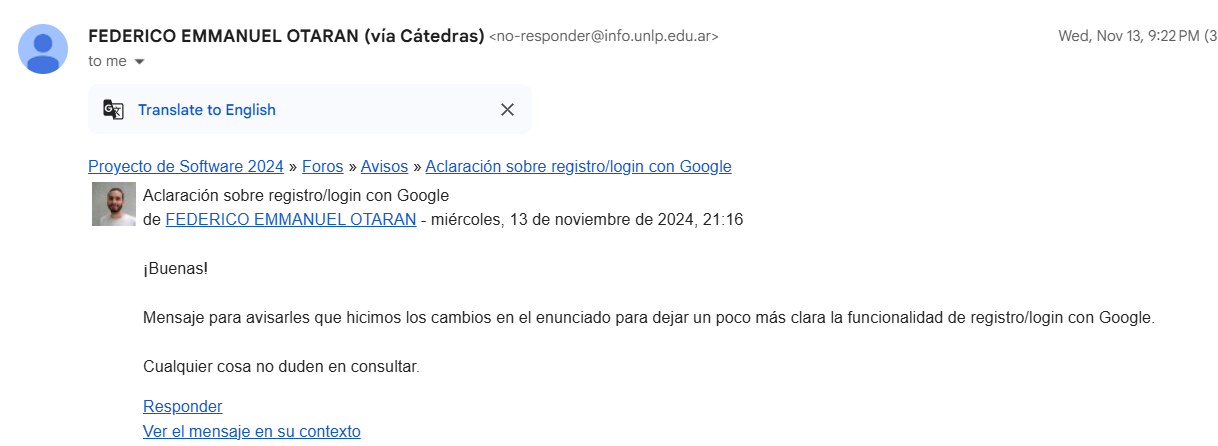 FEDERICO EMMANUEL OTARAN (vía Cátedras) <no-responder@info.unlp.edu.ar> Wed, Nov 13, 9:22 PM (3
to me
Translate to English
Proyecto de Software 2024 » Foros » Avisos » Aclaración sobre registro/login con Google
Aclaración sobre registro/login con Google
de FEDERICO EMMANUEL OTARAN - miércoles, 13 de noviembre de 2024, 21:16
¡Buenas!
Mensaje para avisarles que hicimos los cambios en el enunciado para dejar un poco más clara la funcionalidad de registro/login con Google.
Cualquier cosa no duden en consultar.
Responder
Ver el mensaje en su contexto